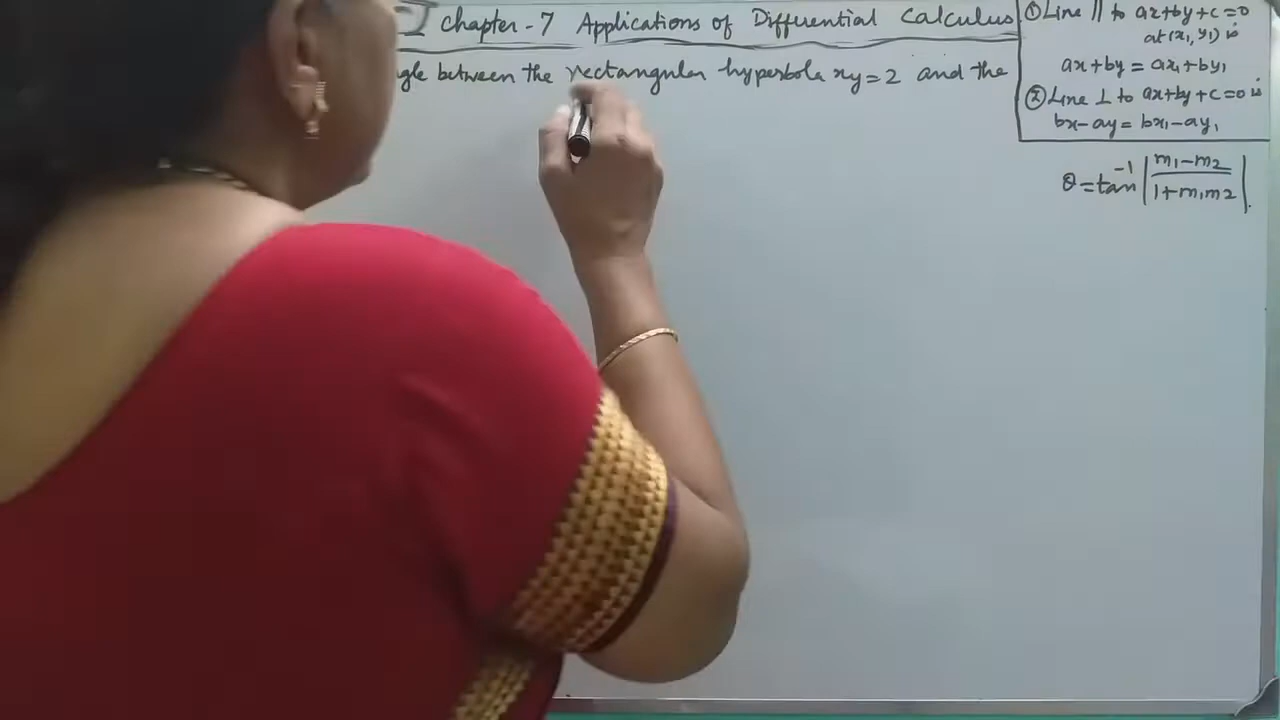 Chapter-7 Applications of Differential Calculus
gle between the rectangular hyperbola xy=2 and the
① Line || to ax+by+c=0
at (x₁, y₁) is
ax+by = ax₁+by₁
② Line ⊥ to ax+by+c=0 is
bx-ay = bx₁-ay₁
θ=tan⁻¹ |m₁-m₂ / 1+m₁m₂|.